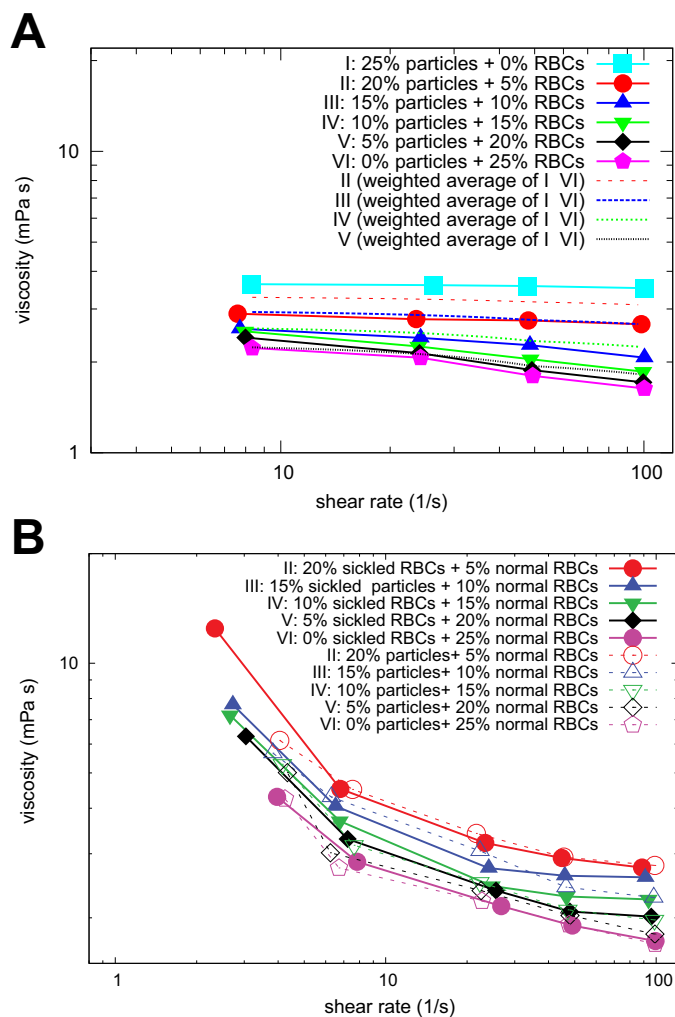 A
I: 25% particles + 0% RBCs
II: 20% particles + 5% RBCs
III: 15% particles + 10% RBCs
IV: 10% particles + 15% RBCs
V: 5% particles + 20% RBCs
VI: 0% particles + 25% RBCs
II (weighted average of I VI)
III (weighted average of I VI)
IV (weighted average of I VI)
V (weighted average of I VI)
10
1
viscosity (mPa s)
10
100
shear rate (1/s)
B
II: 20% sickled RBCs + 5% normal RBCs
III: 15% sickled particles + 10% normal RBCs
IV: 10% sickled RBCs + 15% normal RBCs
V: 5% sickled RBCs + 20% normal RBCs
VI: 0% sickled RBCs + 25% normal RBCs
II: 20% particles+ 5% normal RBCs
III: 15% particles+ 10% normal RBCs
IV: 10% particles+ 15% normal RBCs
V: 5% particles+ 20% normal RBCs
VI: 0% particles+ 25% normal RBCs
10
viscosity (mPa s)
1
10
100
shear rate (1/s)